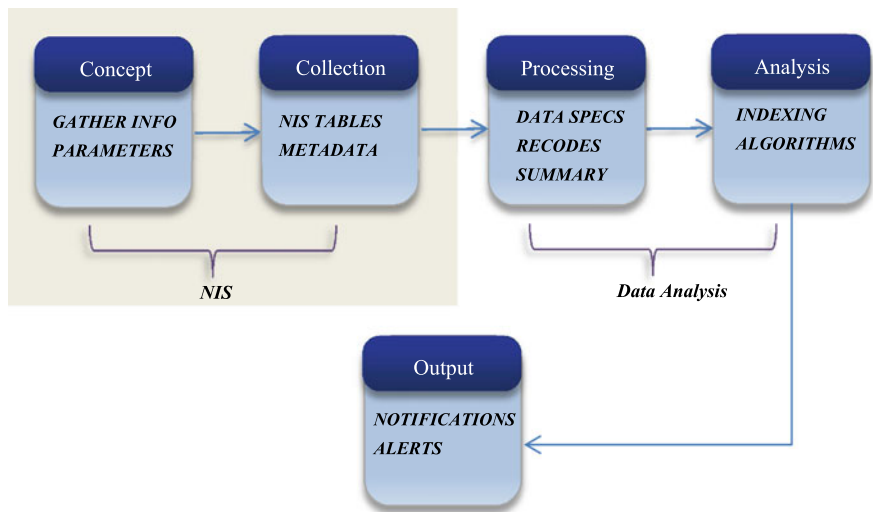 Concept
GATHER INFO
PARAMETERS
Collection
NIS TABLES
METADATA
Processing
DATA SPECS
RECODES
SUMMARY
Analysis
INDEXING
ALGORITHMS
NIS
Data Analysis
Output
NOTIFICATIONS
ALERTS